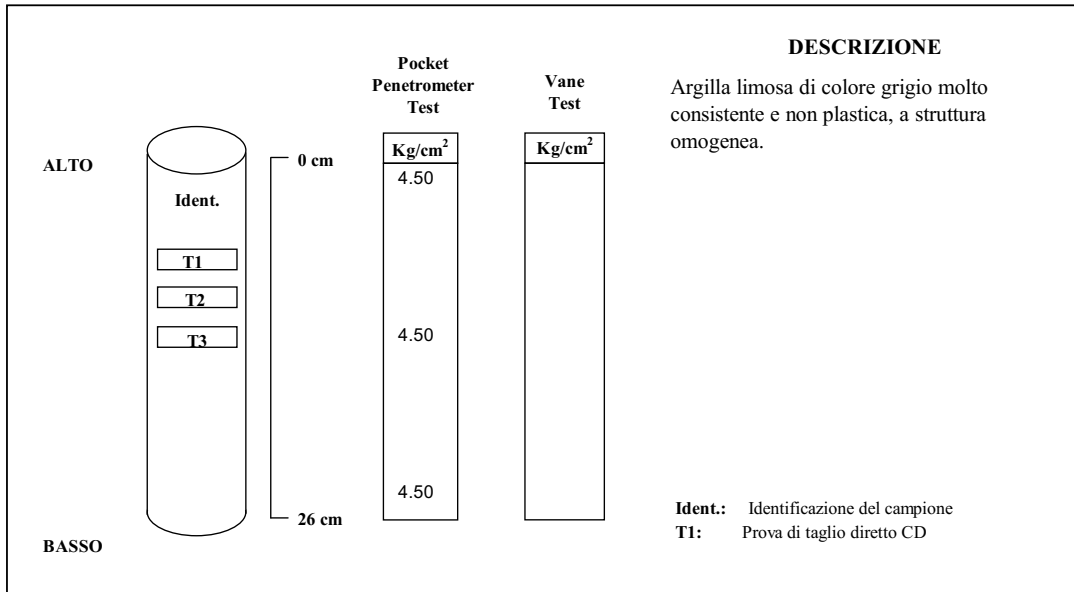 DESCRIZIONE
Argilla limosa di colore grigio molto
consistente e non plastica, a struttura
omogenea.
Pocket
Penetrometer
Test
Vane
Test
Kg/cm²
Kg/cm²
ALTO
0 cm
4.50
Ident.
T1
T2
T3
4.50
4.50
26 cm
BASSO
Ident.: Identificazione del campione
T1: Prova di taglio diretto CD